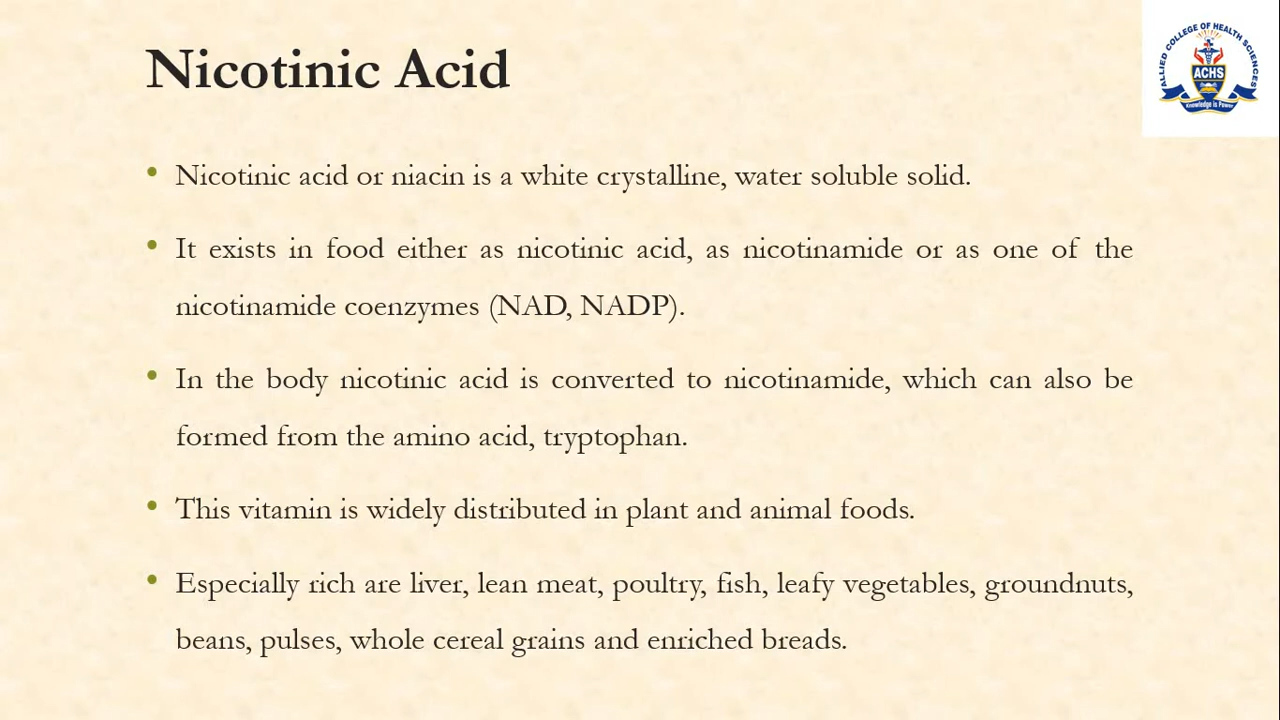 Nicotinic Acid
ALLIED COLLEGE OF HEALTH SCIENCES
ACHS
Knowledge is Power
• Nicotinic acid or niacin is a white crystalline, water soluble solid.
• It exists in food either as nicotinic acid, as nicotinamide or as one of the
nicotinamide coenzymes (NAD, NADP).
• In the body nicotinic acid is converted to nicotinamide, which can also be
formed from the amino acid, tryptophan.
• This vitamin is widely distributed in plant and animal foods.
• Especially rich are liver, lean meat, poultry, fish, leafy vegetables, groundnuts,
beans, pulses, whole cereal grains and enriched breads.